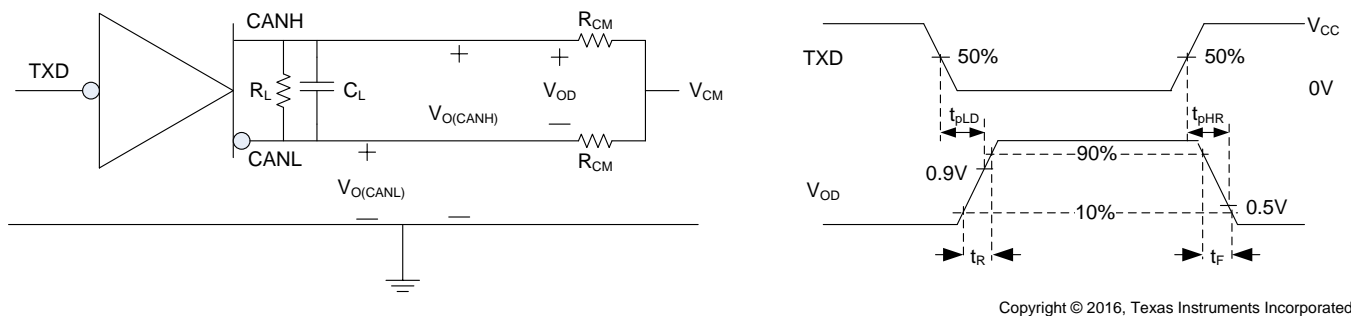 CANH
R_CM
TXD
R_L
C_L
V_OD
V_CM
V_O(CANH)
CANL
R_CM
V_O(CANL)
TXD
50%
50%
V_CC
0V
t_pLD
t_pHR
90%
0.9V
V_OD
10%
0.5V
t_R
t_F
Copyright © 2016, Texas Instruments Incorporated